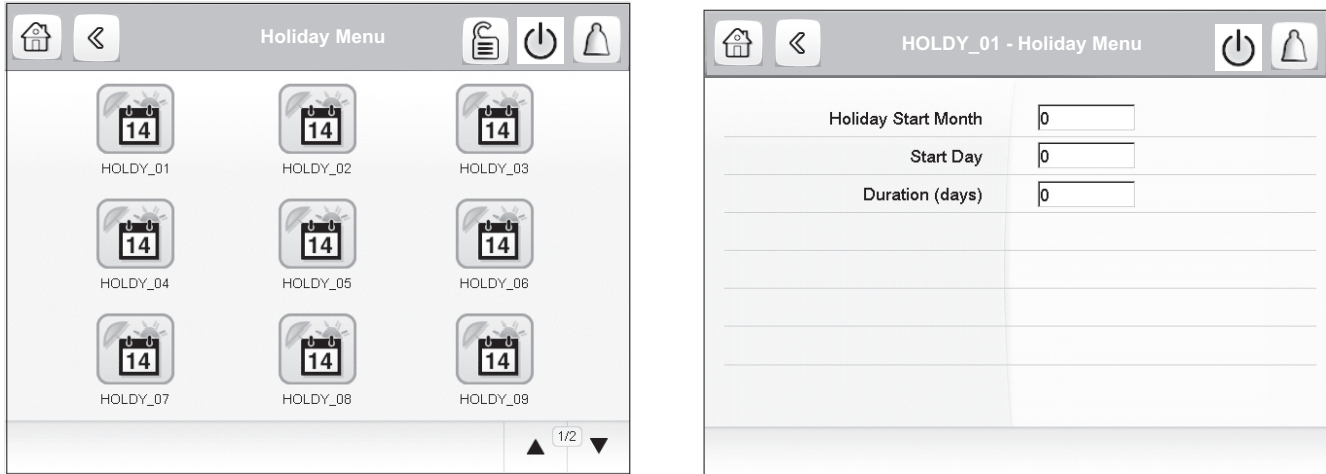 Holiday Menu
14 14 14
HOLDY_01 HOLDY_02 HOLDY_03
14 14 14
HOLDY_04 HOLDY_05 HOLDY_06
14 14 14
HOLDY_07 HOLDY_08 HOLDY_09
1/2
HOLDY_01 - Holiday Menu
Holiday Start Month 0
Start Day 0
Duration (days) 0